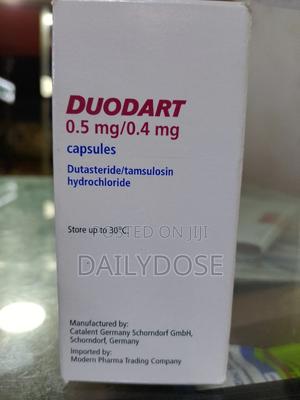 DUODART
0.5 mg/0.4 mg
capsules
Dutasteride/tamsulosin
hydrochloride
Store up to 30°C
POSTED ON JIJI
DAILYDOSE
Manufactured by:
Catalent Germany Schorndorf GmbH,
Schorndorf, Germany
Imported by:
Modern Pharma Trading Company